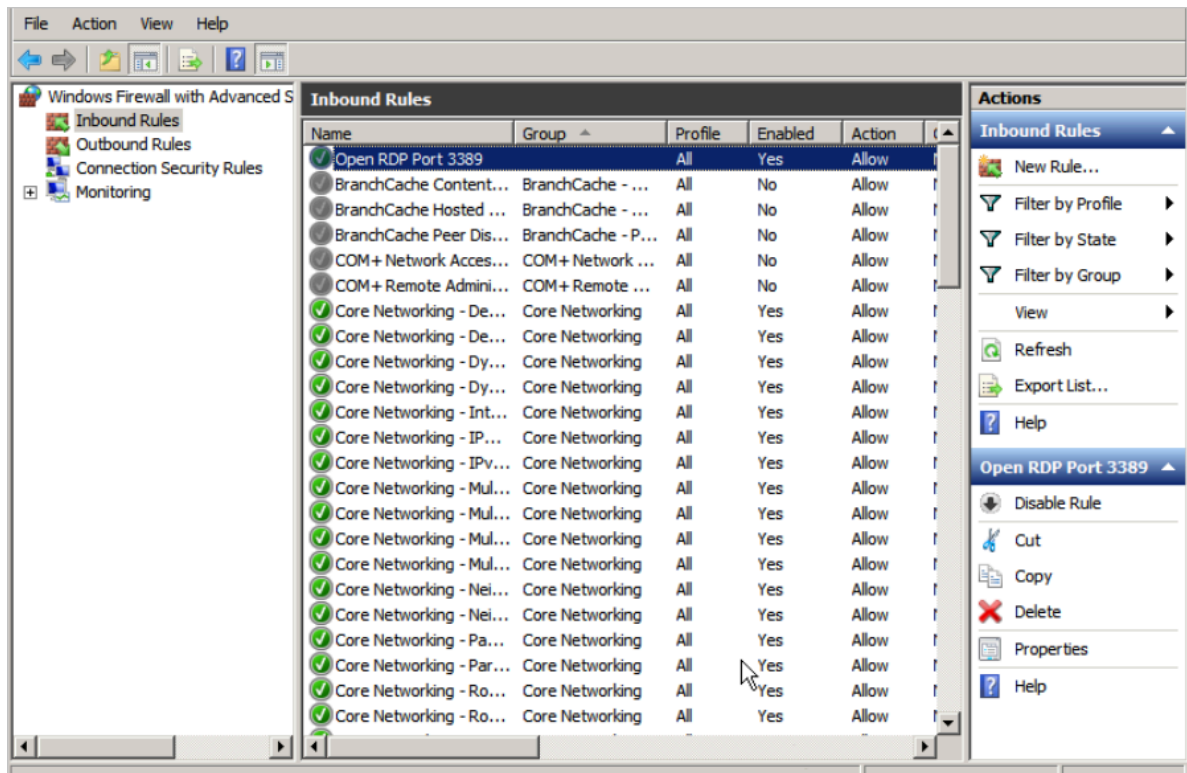 File Action View Help
Windows Firewall with Advanced S
Inbound Rules
Outbound Rules
Connection Security Rules
Monitoring
Inbound Rules
Name Group Profile Enabled Action
Open RDP Port 3389 All Yes Allow
BranchCache Content... BranchCache - ... All No Allow
BranchCache Hosted ... BranchCache - ... All No Allow
BranchCache Peer Dis... BranchCache - P... All No Allow
COM+ Network Acces... COM+ Network ... All No Allow
COM+ Remote Admini... COM+ Remote ... All No Allow
Core Networking - De... Core Networking All Yes Allow
Core Networking - De... Core Networking All Yes Allow
Core Networking - Dy... Core Networking All Yes Allow
Core Networking - Dy... Core Networking All Yes Allow
Core Networking - Int... Core Networking All Yes Allow
Core Networking - IP... Core Networking All Yes Allow
Core Networking - IPv... Core Networking All Yes Allow
Core Networking - Mul... Core Networking All Yes Allow
Core Networking - Mul... Core Networking All Yes Allow
Core Networking - Mul... Core Networking All Yes Allow
Core Networking - Mul... Core Networking All Yes Allow
Core Networking - Nei... Core Networking All Yes Allow
Core Networking - Nei... Core Networking All Yes Allow
Core Networking - Pa... Core Networking All Yes Allow
Core Networking - Par... Core Networking All Yes Allow
Core Networking - Ro... Core Networking All Yes Allow
Core Networking - Ro... Core Networking All Yes Allow
Actions
Inbound Rules
New Rule...
Filter by Profile
Filter by State
Filter by Group
View
Refresh
Export List...
Help
Open RDP Port 3389
Disable Rule
Cut
Copy
Delete
Properties
Help